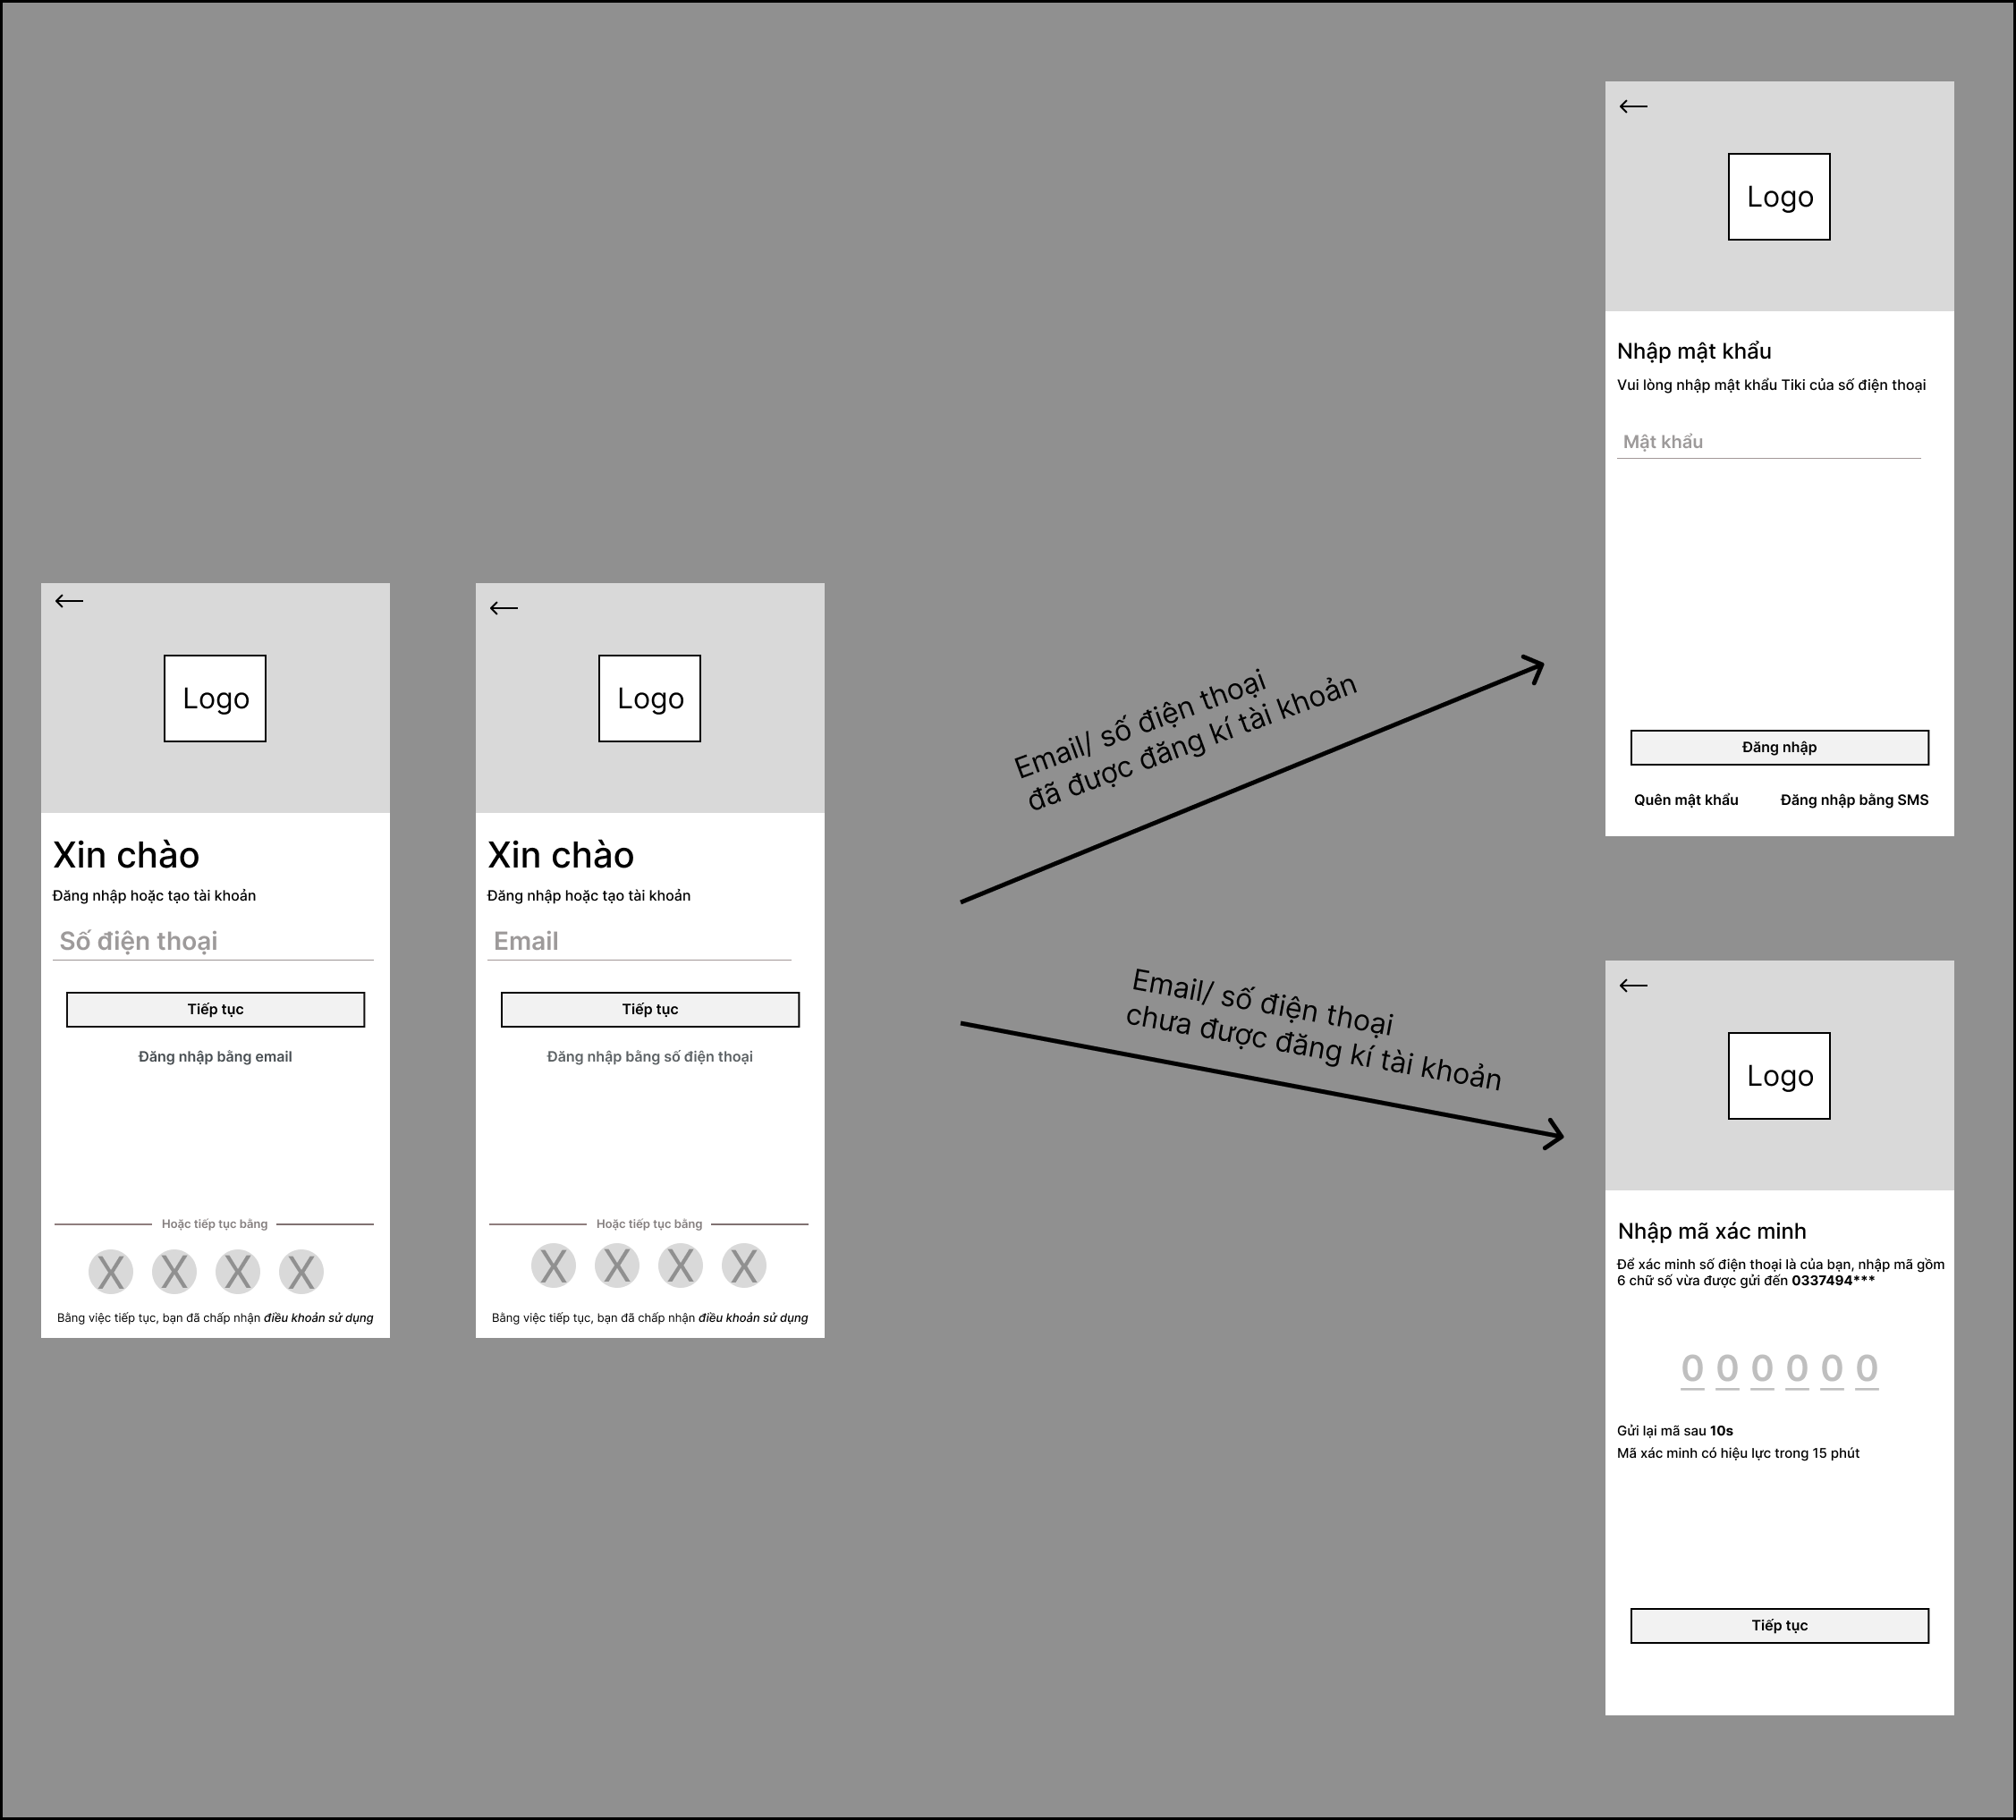 Logo
Xin chào
Đăng nhập hoặc tạo tài khoản
Số điện thoại
Tiếp tục
Đăng nhập bằng email
Hoặc tiếp tục bằng
X X X X
Bằng việc tiếp tục, bạn đã chấp nhận điều khoản sử dụng
Logo
Xin chào
Đăng nhập hoặc tạo tài khoản
Email
Tiếp tục
Đăng nhập bằng số điện thoại
Hoặc tiếp tục bằng
X X X X
Bằng việc tiếp tục, bạn đã chấp nhận điều khoản sử dụng
Email/ số điện thoại
đã được đăng kí tài khoản
Email/ số điện thoại
chưa được đăng kí tài khoản
Logo
Nhập mật khẩu
Vui lòng nhập mật khẩu Tiki của số điện thoại
Mật khẩu
Đăng nhập
Quên mật khẩu Đăng nhập bằng SMS
Logo
Nhập mã xác minh
Để xác minh số điện thoại là của bạn, nhập mã gồm
6 chữ số vừa được gửi đến 0337494***
0 0 0 0 0 0
Gửi lại mã sau 10s
Mã xác minh có hiệu lực trong 15 phút
Tiếp tục